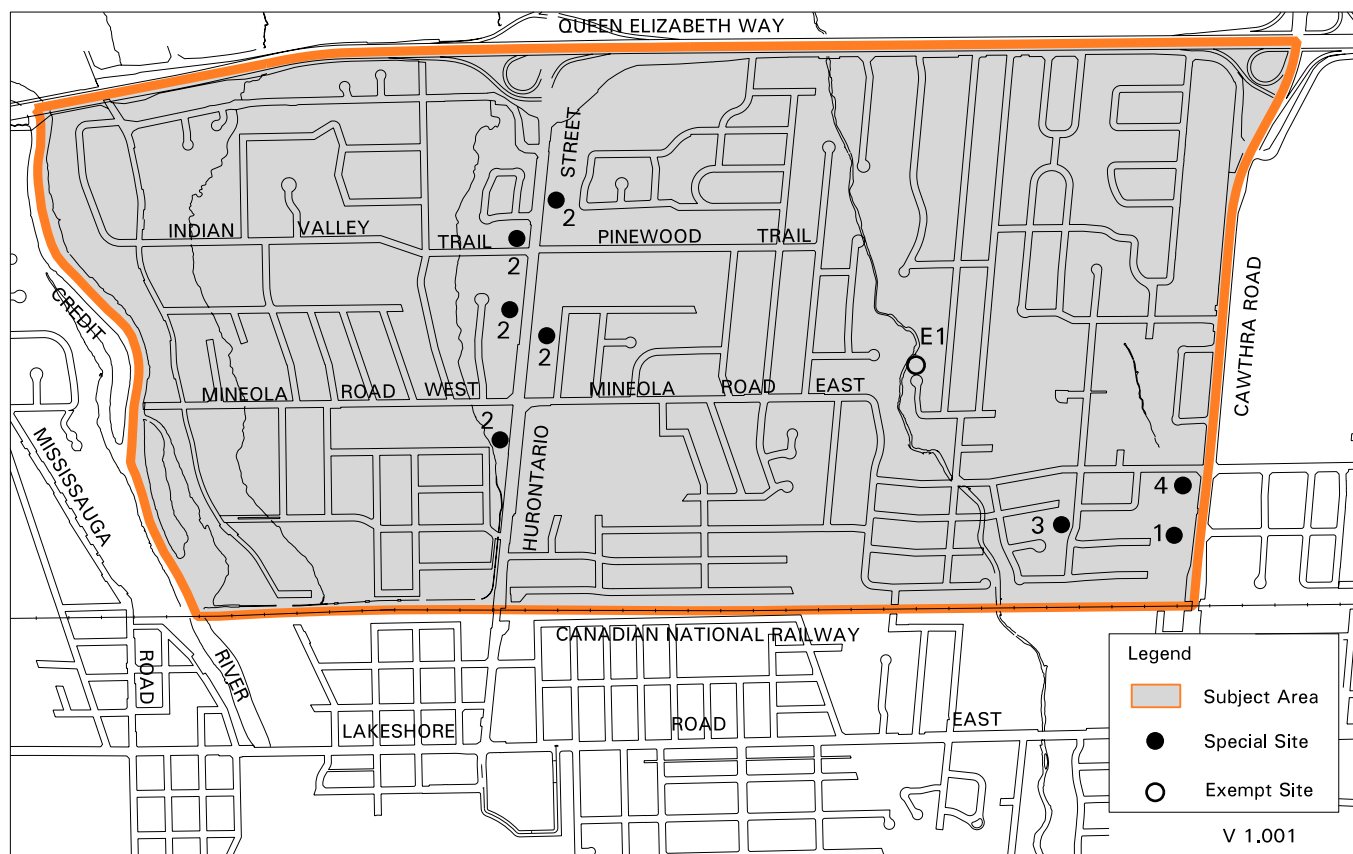 QUEEN ELIZABETH WAY
STREET
2
INDIAN VALLEY TRAIL PINEWOOD TRAIL
2
CREDIT
2
2
E1
CAWTHRA ROAD
MINEOLA ROAD WEST MINEOLA ROAD EAST
2
MISSISSAUGA
HURONTARIO
4
3
1
CANADIAN NATIONAL RAILWAY
ROAD
RIVER
LAKESHORE ROAD EAST
Legend
Subject Area
Special Site
Exempt Site
V 1.001